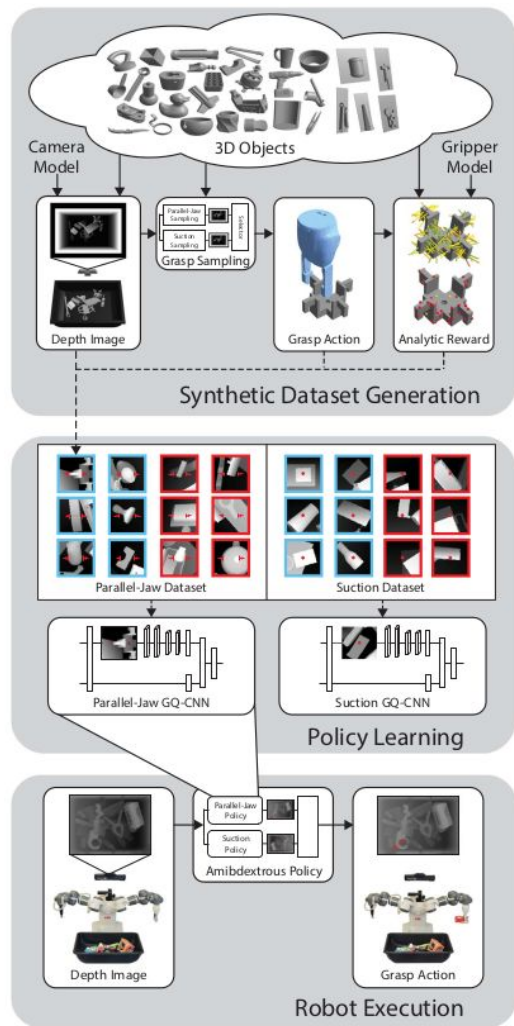 3D Objects
Camera
Model
Gripper
Model
Parallel-Jaw
Sampling
Suction
Sampling
Selector
Depth Image
Grasp Sampling
Grasp Action
Analytic Reward
Synthetic Dataset Generation
Parallel-Jaw Dataset
Suction Dataset
Parallel-Jaw GQ-CNN
Suction GQ-CNN
Policy Learning
Parallel-Jaw
Policy
Suction
Policy
Amibdextrous Policy
Depth Image
Grasp Action
Robot Execution